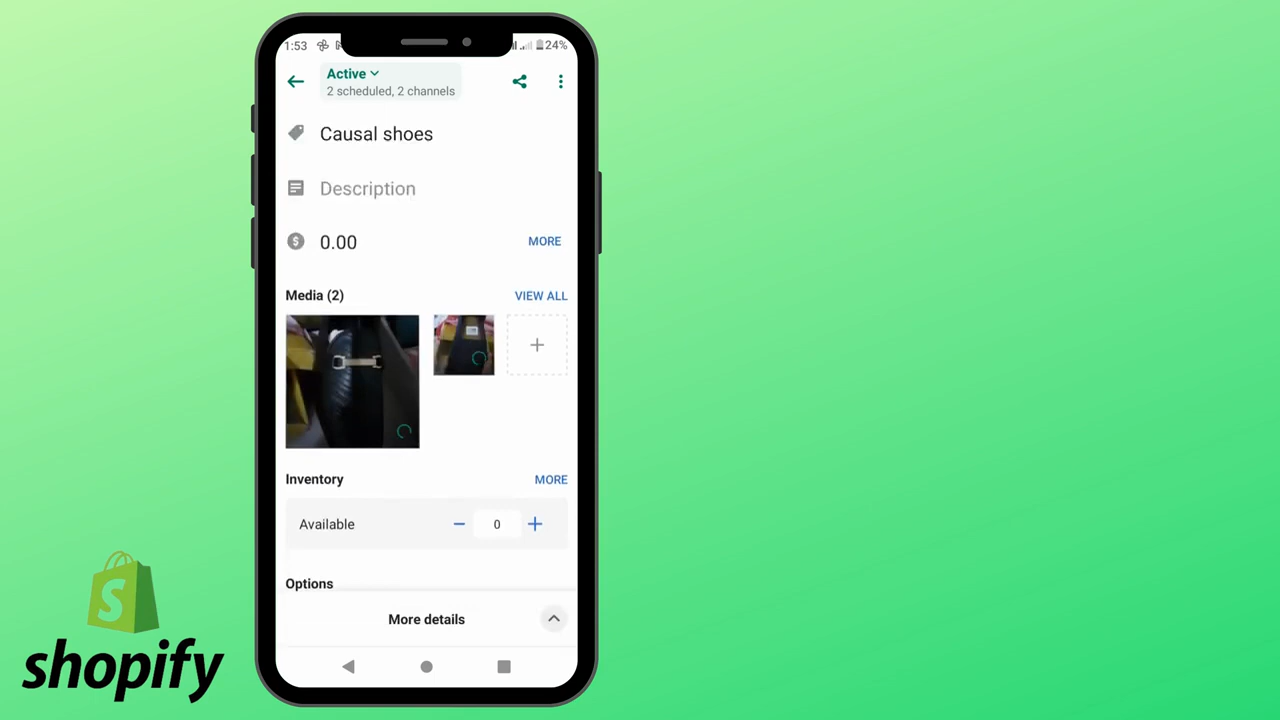 1:53
24%
Active
2 scheduled, 2 channels
Causal shoes
Description
$ 0.00 MORE
Media (2) VIEW ALL
Inventory MORE
Available − 0 +
Options
More details
S
shopify